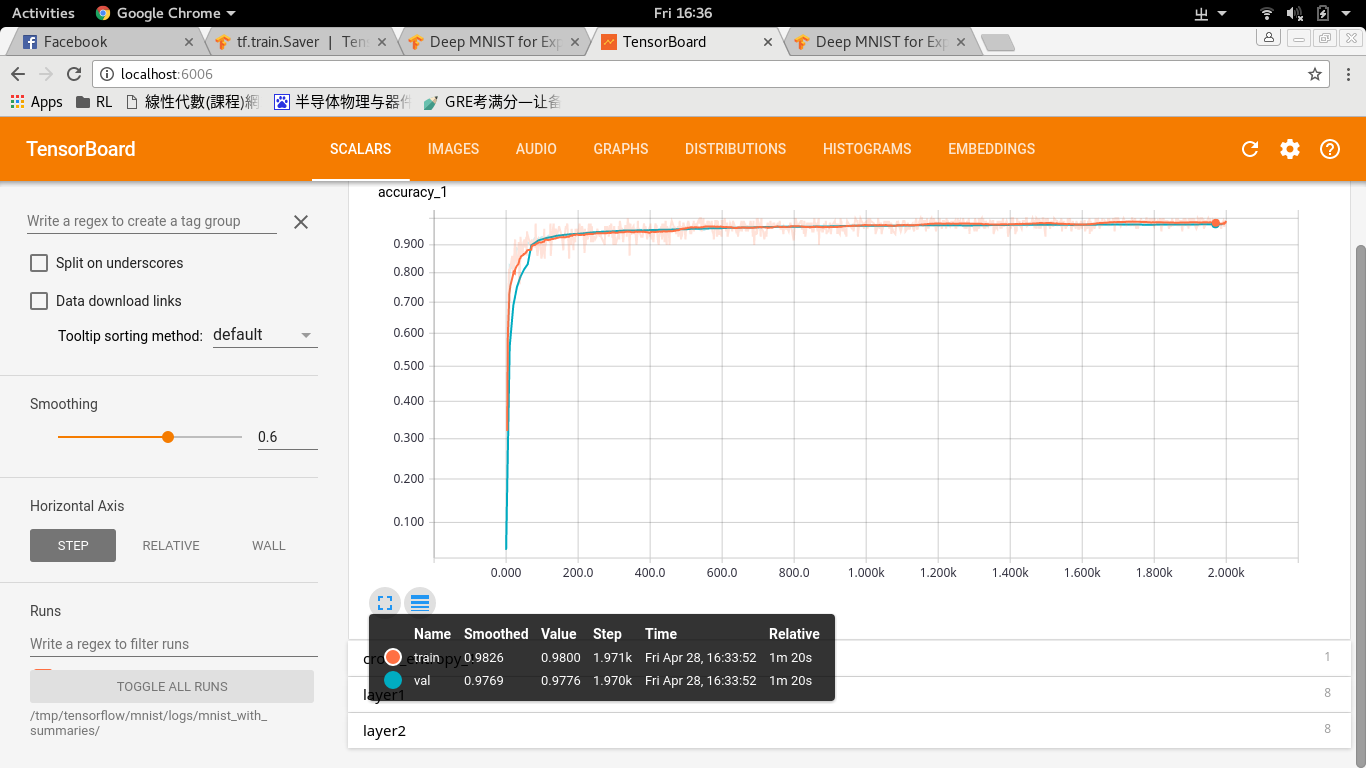 Activities Google Chrome Fri 16:36
Facebook tf.train.Saver | Ten Deep MNIST for Exp TensorBoard Deep MNIST for Exp
localhost:6006
Apps RL 線性代數(課程)網 半导体物理与器件 GRE考满分—让备
TensorBoard SCALARS IMAGES AUDIO GRAPHS DISTRIBUTIONS HISTOGRAMS EMBEDDINGS
Write a regex to create a tag group
Split on underscores
Data download links
Tooltip sorting method: default
Smoothing
0.6
Horizontal Axis
STEP RELATIVE WALL
Runs
Write a regex to filter runs
TOGGLE ALL RUNS
/tmp/tensorflow/mnist/logs/mnist_with_
summaries/
accuracy_1
0.900
0.800
0.700
0.600
0.500
0.400
0.300
0.200
0.100
0.000 200.0 400.0 600.0 800.0 1.000k 1.200k 1.400k 1.600k 1.800k 2.000k
Name Smoothed Value Step Time Relative
train 0.9826 0.9800 1.971k Fri Apr 28, 16:33:52 1m 20s
val 0.9769 0.9776 1.970k Fri Apr 28, 16:33:52 1m 20s
1
layer1 8
layer2 8